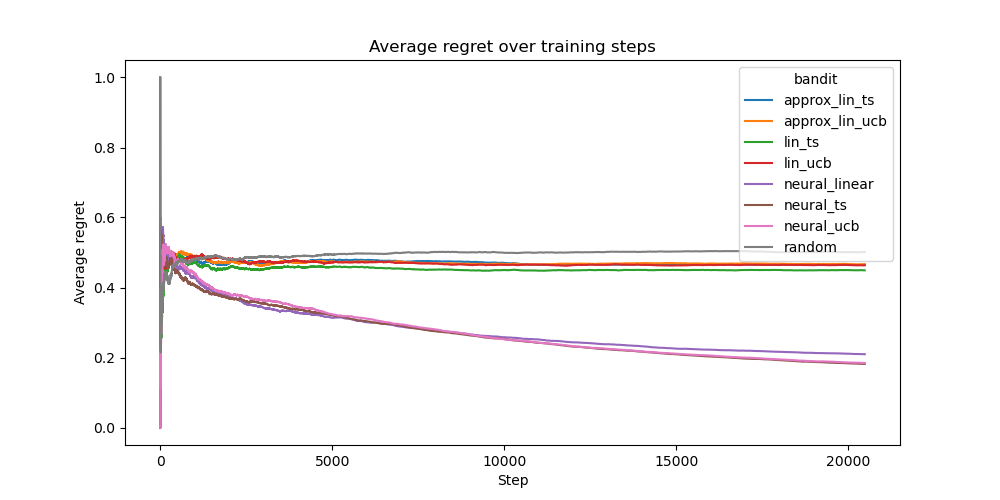 Average regret over training steps
Average regret
1.0
0.8
0.6
0.4
0.2
0.0
bandit
approx_lin_ts
approx_lin_ucb
lin_ts
lin_ucb
neural_linear
neural_ts
neural_ucb
random
0 5000 10000 15000 20000
Step